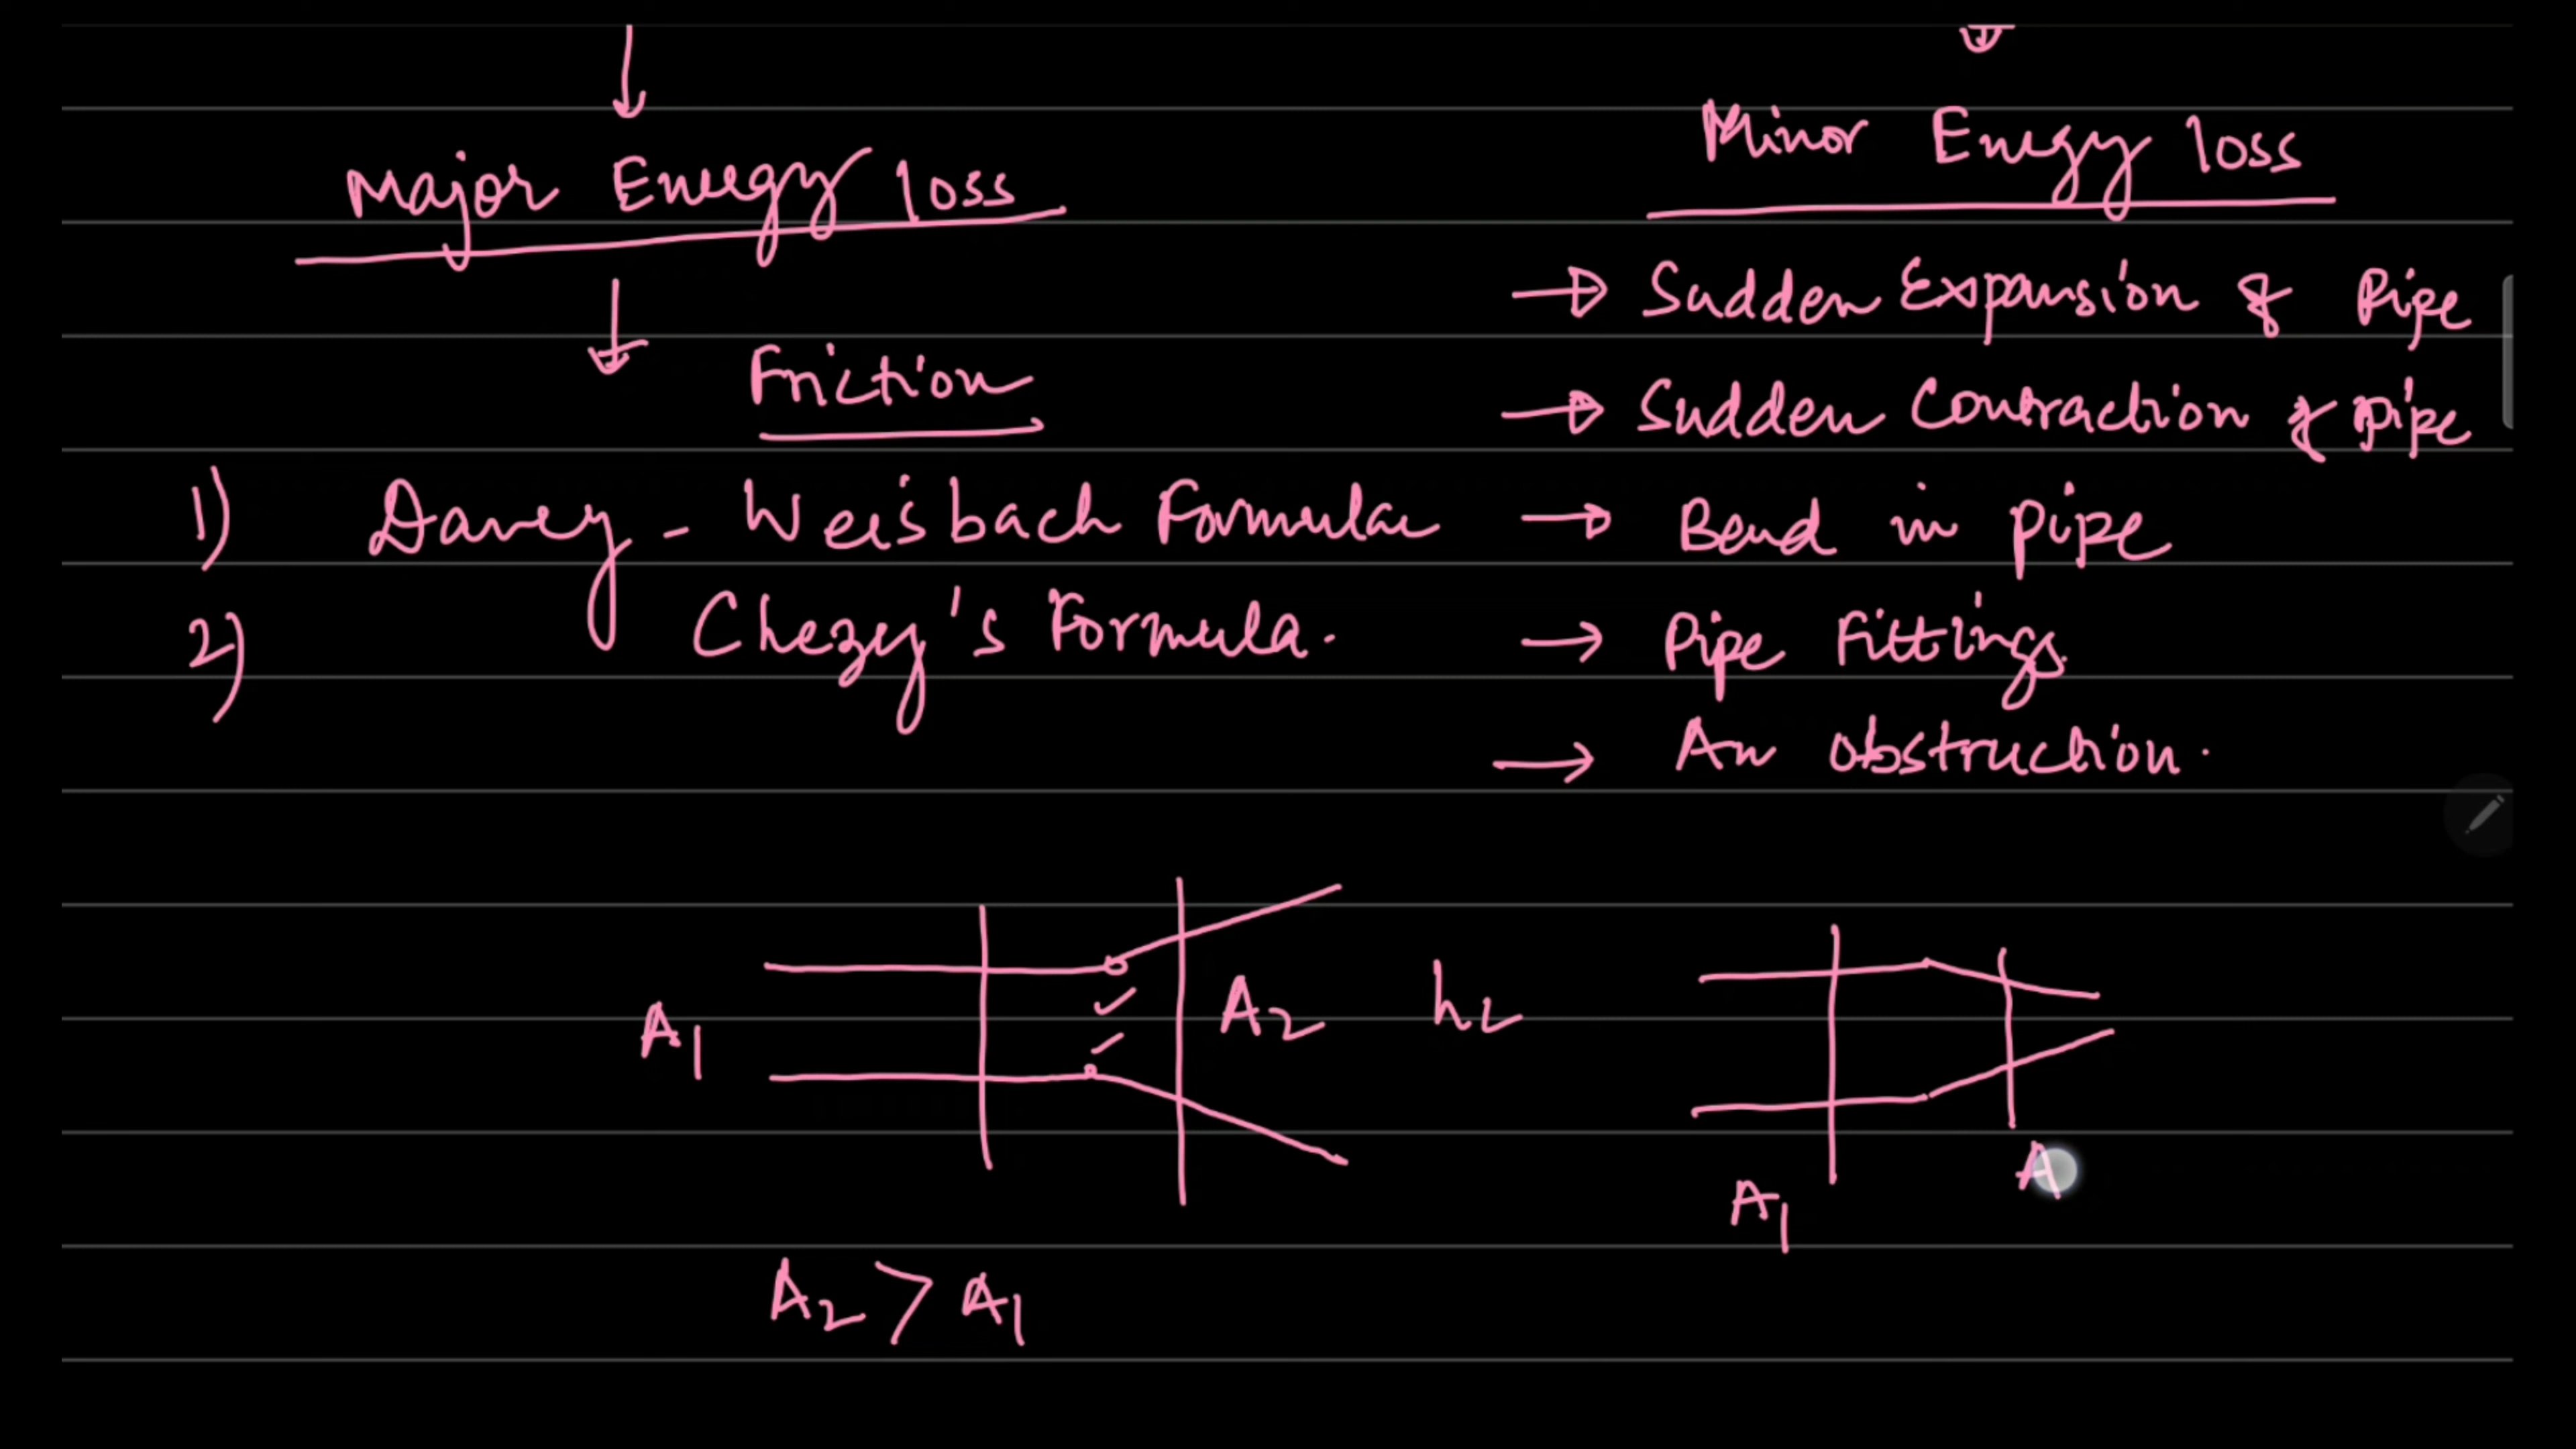 Major Energy loss
Friction
1) Darcy - Weisbach Formula
2) Chezy's Formula.
Minor Energy loss
→ Sudden Expansion of Pipe
→ Sudden Contraction of pipe
→ Bend in pipe
→ Pipe Fittings
→ An obstruction.
A1 A2 hL
A2 > A1
A1 A